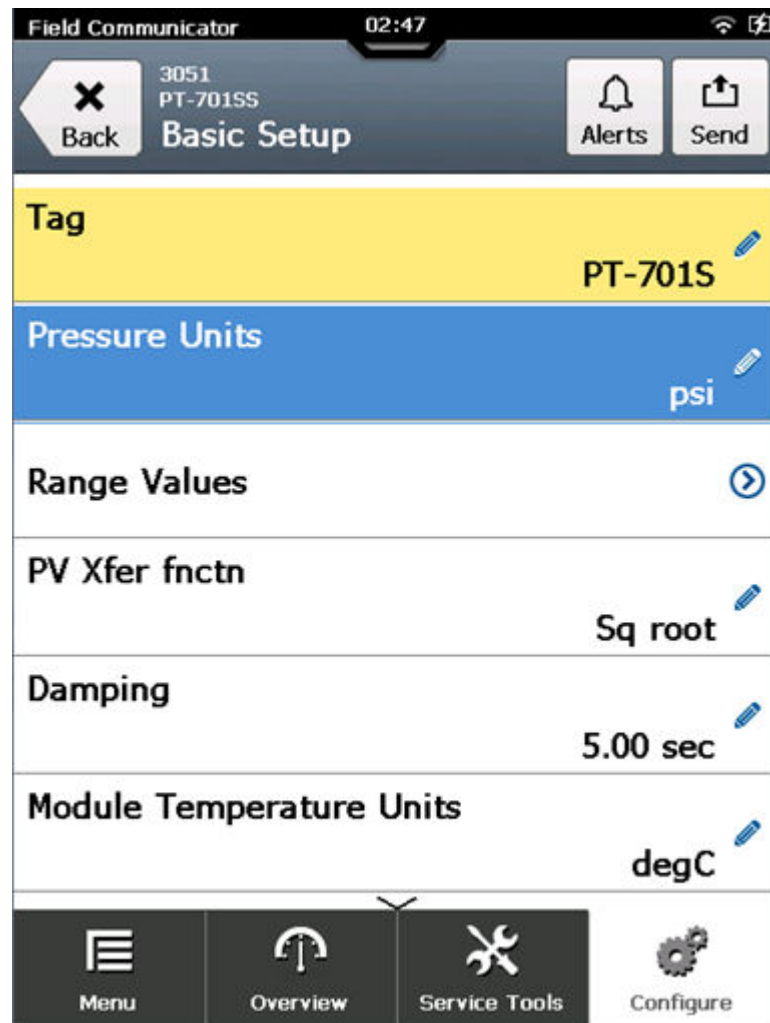 Field Communicator 02:47
3051
PT-701SS
Back Basic Setup
Alerts Send
Tag
PT-701S
Pressure Units
psi
Range Values
PV Xfer fnctn
Sq root
Damping
5.00 sec
Module Temperature Units
degC
Menu Overview Service Tools Configure